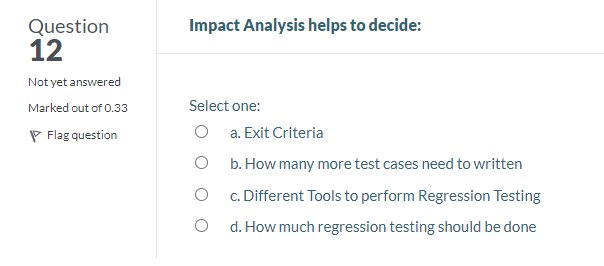 Question
12
Not yet answered
Marked out of 0.33
Flag question
Impact Analysis helps to decide:
Select one:
a. Exit Criteria
b. How many more test cases need to written
c. Different Tools to perform Regression Testing
d. How much regression testing should be done